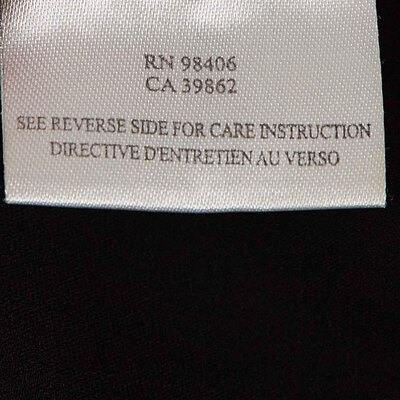 RN 98406
CA 39862
SEE REVERSE SIDE FOR CARE INSTRUCTION
DIRECTIVE D'ENTRETIEN AU VERSO